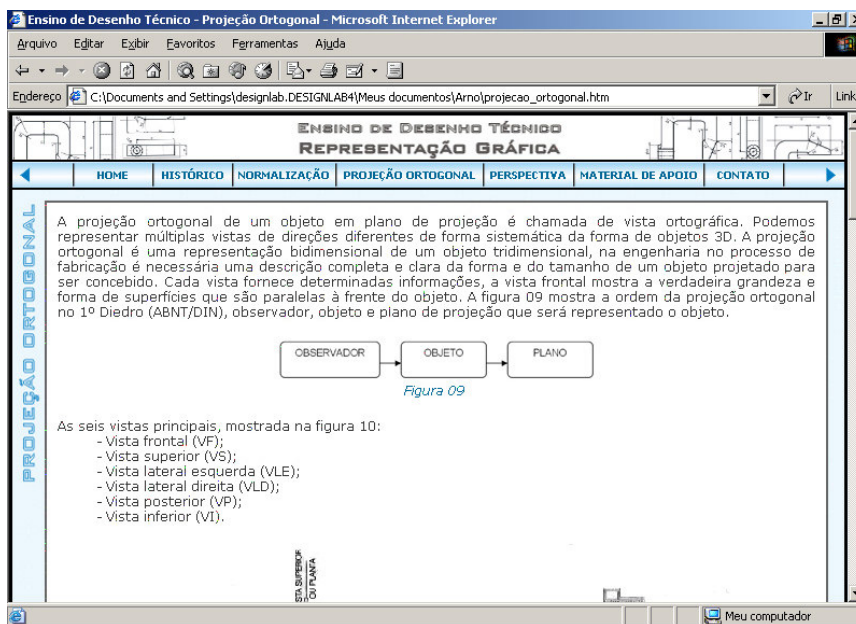 Ensino de Desenho Técnico - Projeção Ortogonal - Microsoft Internet Explorer
Arquivo Editar Exibir Favoritos Ferramentas Ajuda
Endereço C:\Documents and Settings\designlab.DESIGNLAB4\Meus documentos\Arno\projecao_ortogonal.htm Ir Link
ENSINO DE DESENHO TÉCNICO
REPRESENTAÇÃO GRÁFICA
HOME HISTÓRICO NORMALIZAÇÃO PROJEÇÃO ORTOGONAL PERSPECTIVA MATERIAL DE APOIO CONTATO
PROJEÇÃO ORTOGONAL
A projeção ortogonal de um objeto em plano de projeção é chamada de vista ortográfica. Podemos
representar múltiplas vistas de direções diferentes de forma sistemática da forma de objetos 3D. A projeção
ortogonal é uma representação bidimensional de um objeto tridimensional, na engenharia no processo de
fabricação é necessária uma descrição completa e clara da forma e do tamanho de um objeto projetado para
ser concebido. Cada vista fornece determinadas informações, a vista frontal mostra a verdadeira grandeza e
forma de superfícies que são paralelas à frente do objeto. A figura 09 mostra a ordem da projeção ortogonal
no 1º Diedro (ABNT/DIN), observador, objeto e plano de projeção que será representado o objeto.
OBSERVADOR OBJETO PLANO
Figura 09
As seis vistas principais, mostrada na figura 10:
- Vista frontal (VF);
- Vista superior (VS);
- Vista lateral esquerda (VLE);
- Vista lateral direita (VLD);
- Vista posterior (VP);
- Vista inferior (VI).
STA SUPERIOR
OU PLANTA
Meu computador